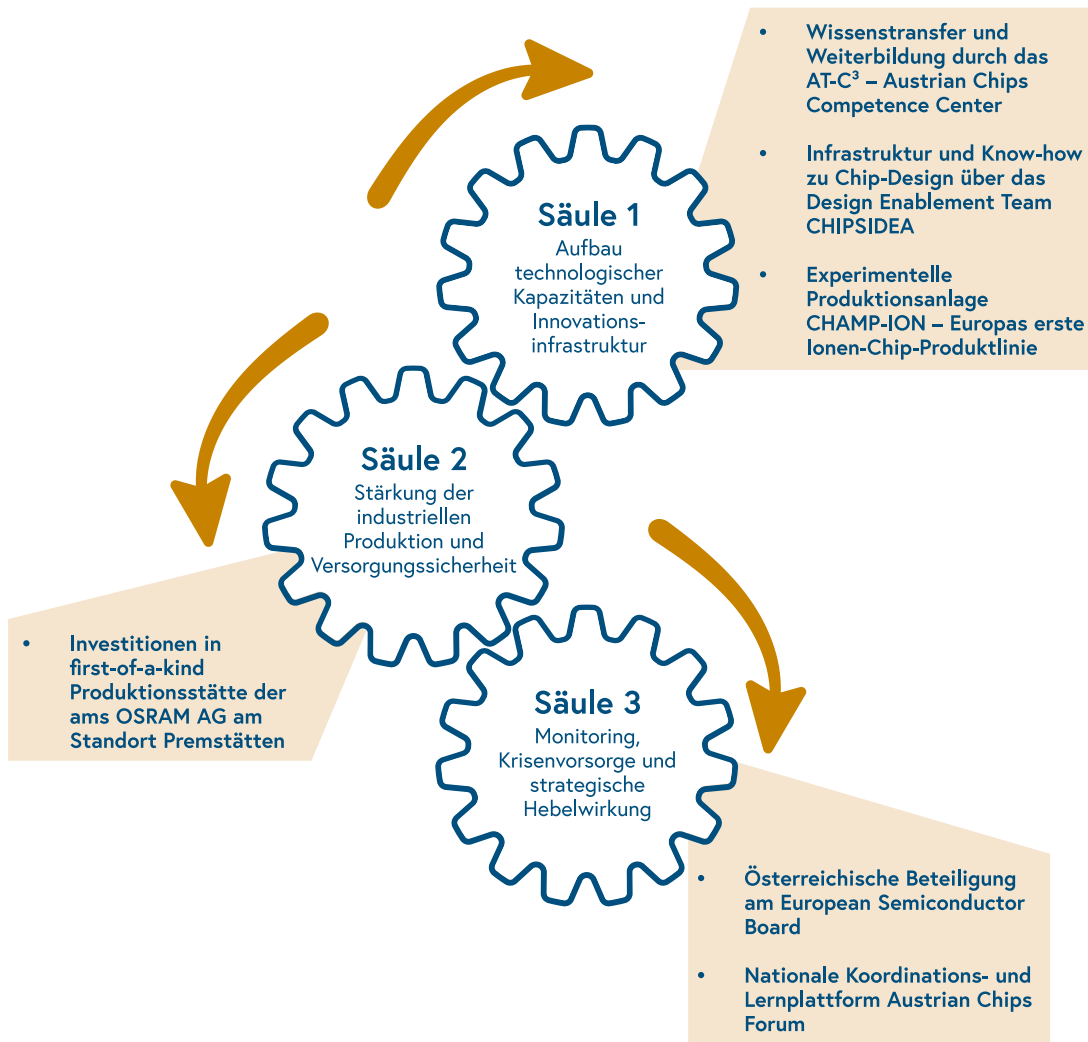 • Wissenstransfer und
Weiterbildung durch das
AT-C³ – Austrian Chips
Competence Center
• Infrastruktur und Know-how
zu Chip-Design über das
Design Enablement Team
CHIPSIDEA
• Experimentelle
Produktionsanlage
CHAMP-ION – Europas erste
Ionen-Chip-Produktlinie
Säule 1
Aufbau
technologischer
Kapazitäten und
Innovations-
infrastruktur
Säule 2
Stärkung der
industriellen
Produktion und
Versorgungssicherheit
• Investitionen in
first-of-a-kind
Produktionsstätte der
ams OSRAM AG am
Standort Premstätten
Säule 3
Monitoring,
Krisenvorsorge und
strategische
Hebelwirkung
• Österreichische Beteiligung
am European Semiconductor
Board
• Nationale Koordinations- und
Lernplattform Austrian Chips
Forum